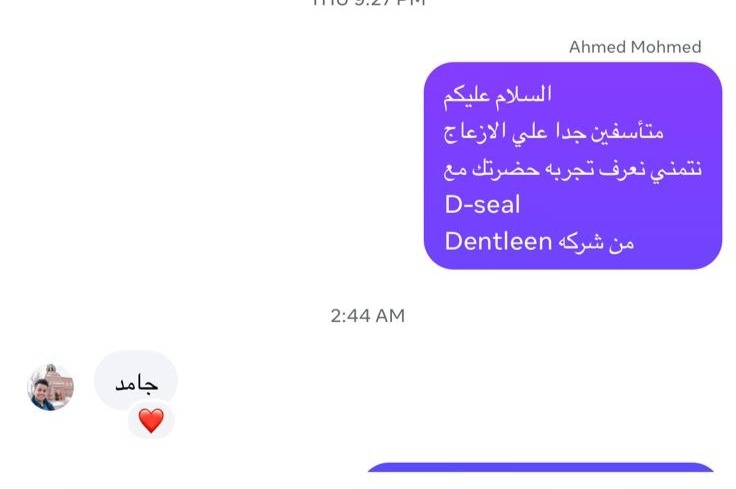 THU 9:27 PM
Ahmed Mohmed
السلام عليكم
متأسفين جدا علي الازعاج
نتمني نعرف تجربه حضرتك مع
D-seal
من شركه Dentleen
2:44 AM
جامد